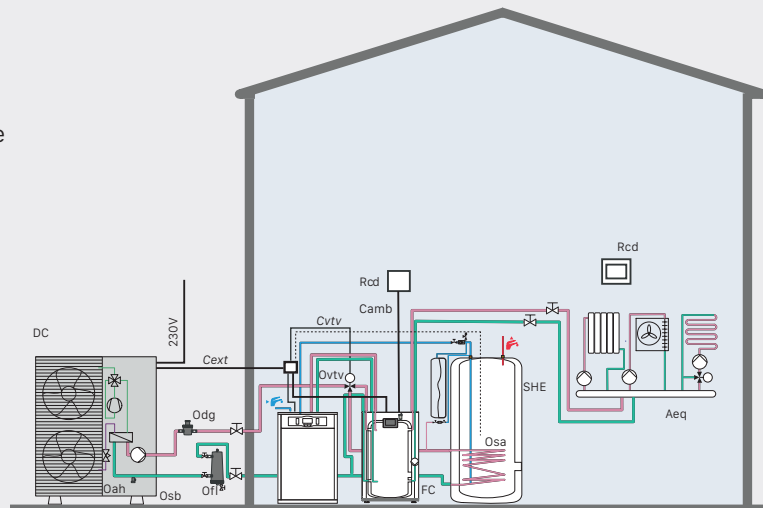 e
Rcd
Rcd
Camb
Cvtv
230V
DC
Cext
Ovtv
SHE
Odg
Aeq
Osa
Oah
Osb
Ofl
FC